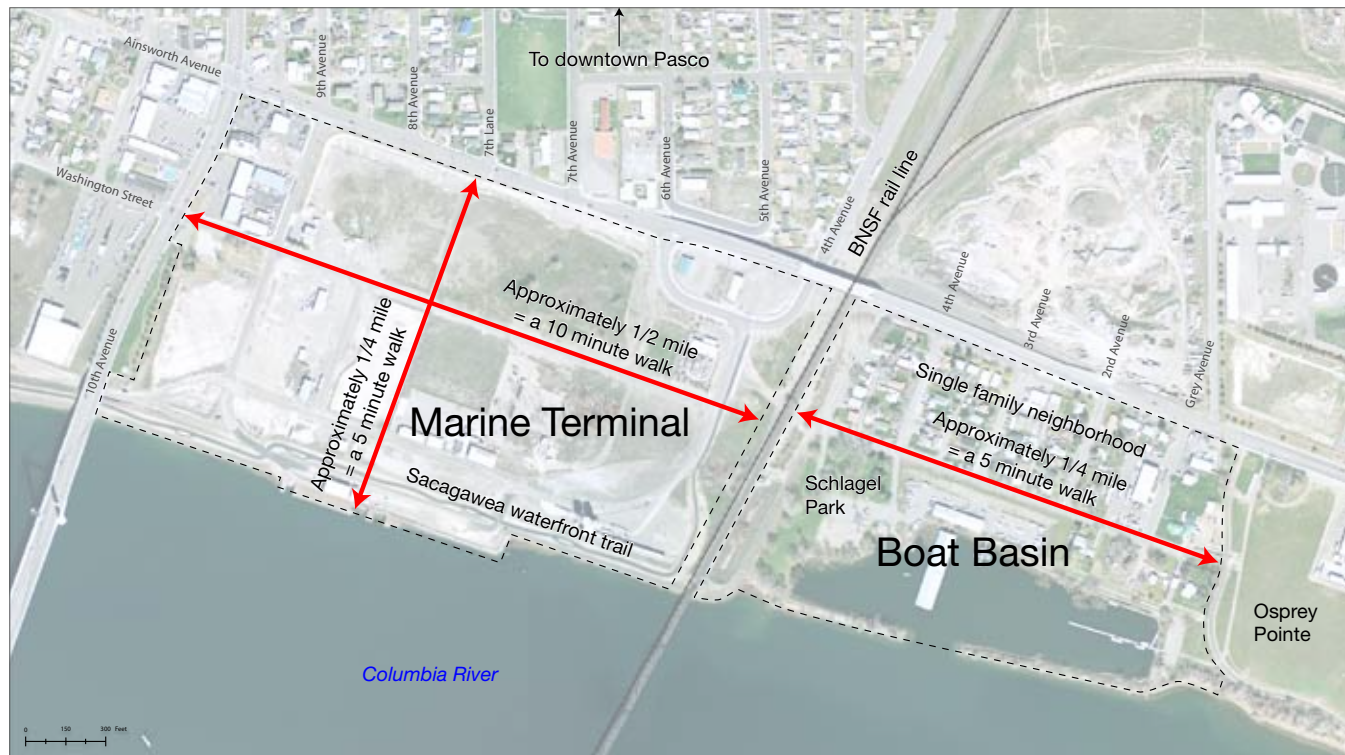 To downtown Pasco
Ainsworth Avenue
9th Avenue
8th Avenue
7th Lane
7th Avenue
6th Avenue
5th Avenue
4th Avenue
BNSF rail line
Washington Street
10th Avenue
Approximately 1/4 mile
= a 5 minute walk
Approximately 1/2 mile
= a 10 minute walk
Marine Terminal
Sacagawea waterfront trail
4th Avenue
3rd Avenue
2nd Avenue
Grey Avenue
Single family neighborhood
Approximately 1/4 mile
= a 5 minute walk
Schlagel
Park
Boat Basin
Osprey
Pointe
Columbia River
0 150 300 Feet